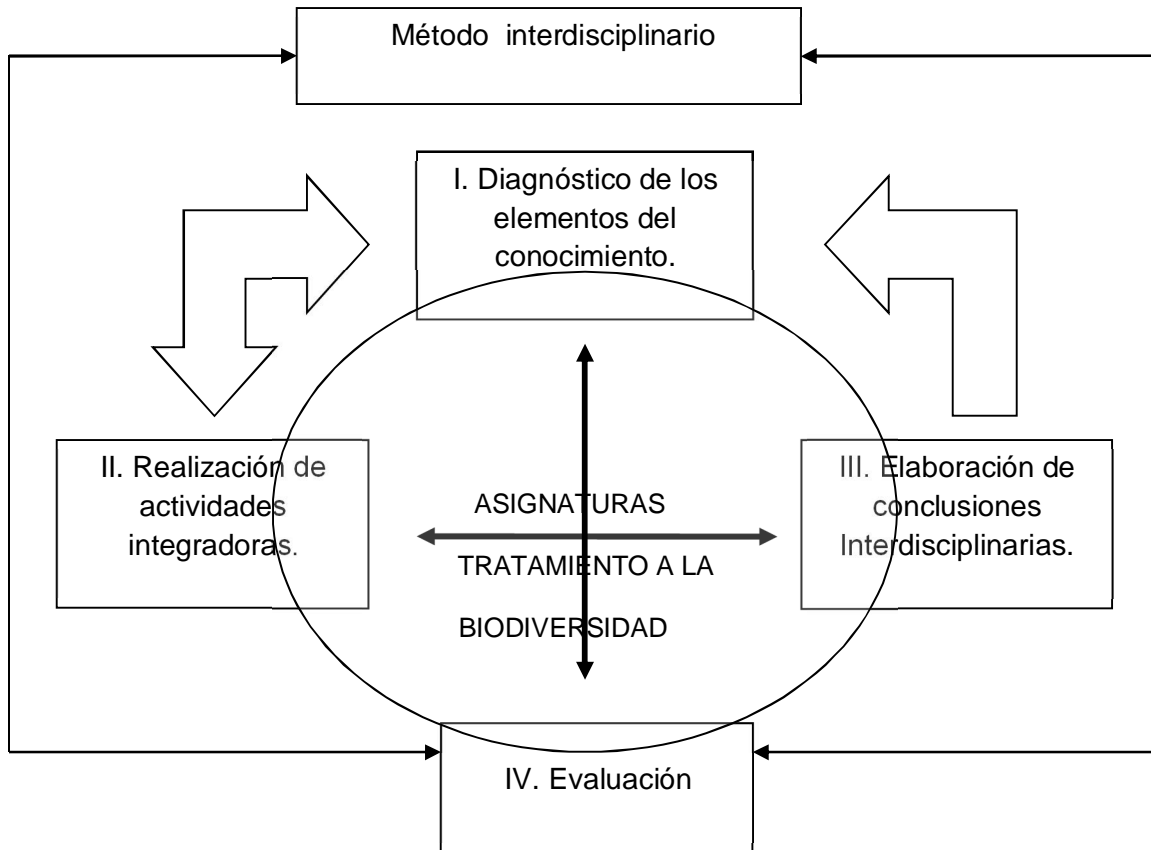 Método interdisciplinario
I. Diagnóstico de los
elementos del
conocimiento.
II. Realización de
actividades
integradoras.
III. Elaboración de
conclusiones
Interdisciplinarias.
ASIGNATURAS
TRATAMIENTO A LA
BIODIVERSIDAD
IV. Evaluación